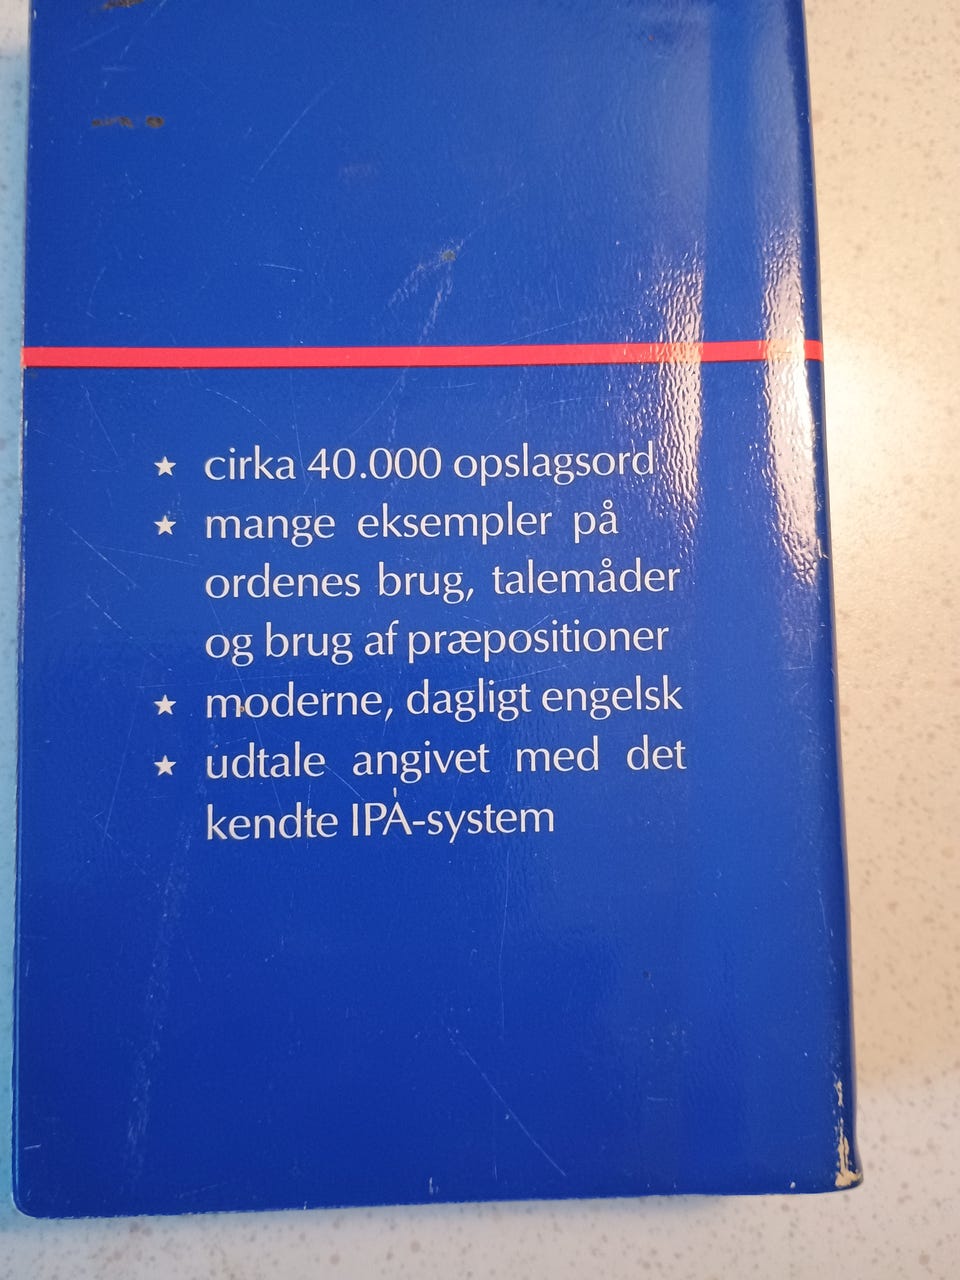 ★ cirka 40.000 opslagsord
★ mange eksempler på
ordenes brug, talemåder
og brug af præpositioner
★ moderne, dagligt engelsk
★ udtale angivet med det
kendte IPA-system